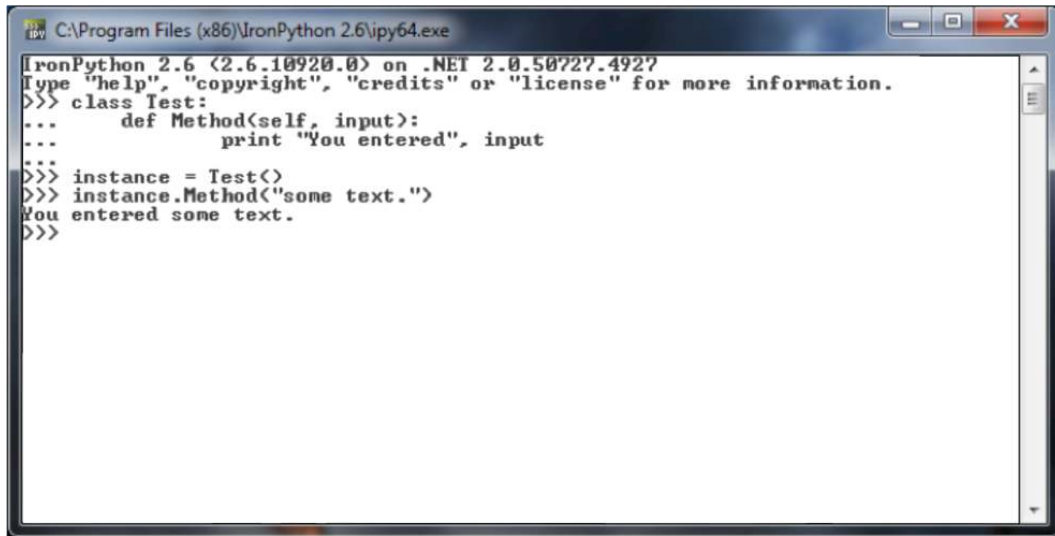 C:\Program Files (x86)\IronPython 2.6\ipy64.exe
IronPython 2.6 (2.6.10920.0) on .NET 2.0.50727.4927
Type "help", "copyright", "credits" or "license" for more information.
>>> class Test:
...     def Method(self, input):
...             print "You entered", input
...
>>> instance = Test()
>>> instance.Method("some text.")
You entered some text.
>>>